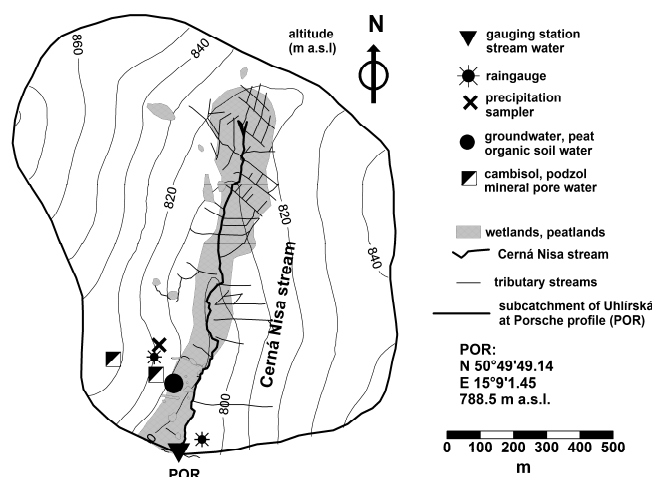 altitude
(m a.s.l)
N
860
840
820
820
840
800
Cerná Nisa stream
POR
gauging station
stream water
raingauge
precipitation
sampler
groundwater, peat
organic soil water
cambisol, podzol
mineral pore water
wetlands, peatlands
Cerná Nisa stream
tributary streams
subcatchment of Uhlírská
at Porsche profile (POR)
POR:
N 50°49'49.14
E 15°9'1.45
788.5 m a.s.l.
0 100 200 300 400 500
m